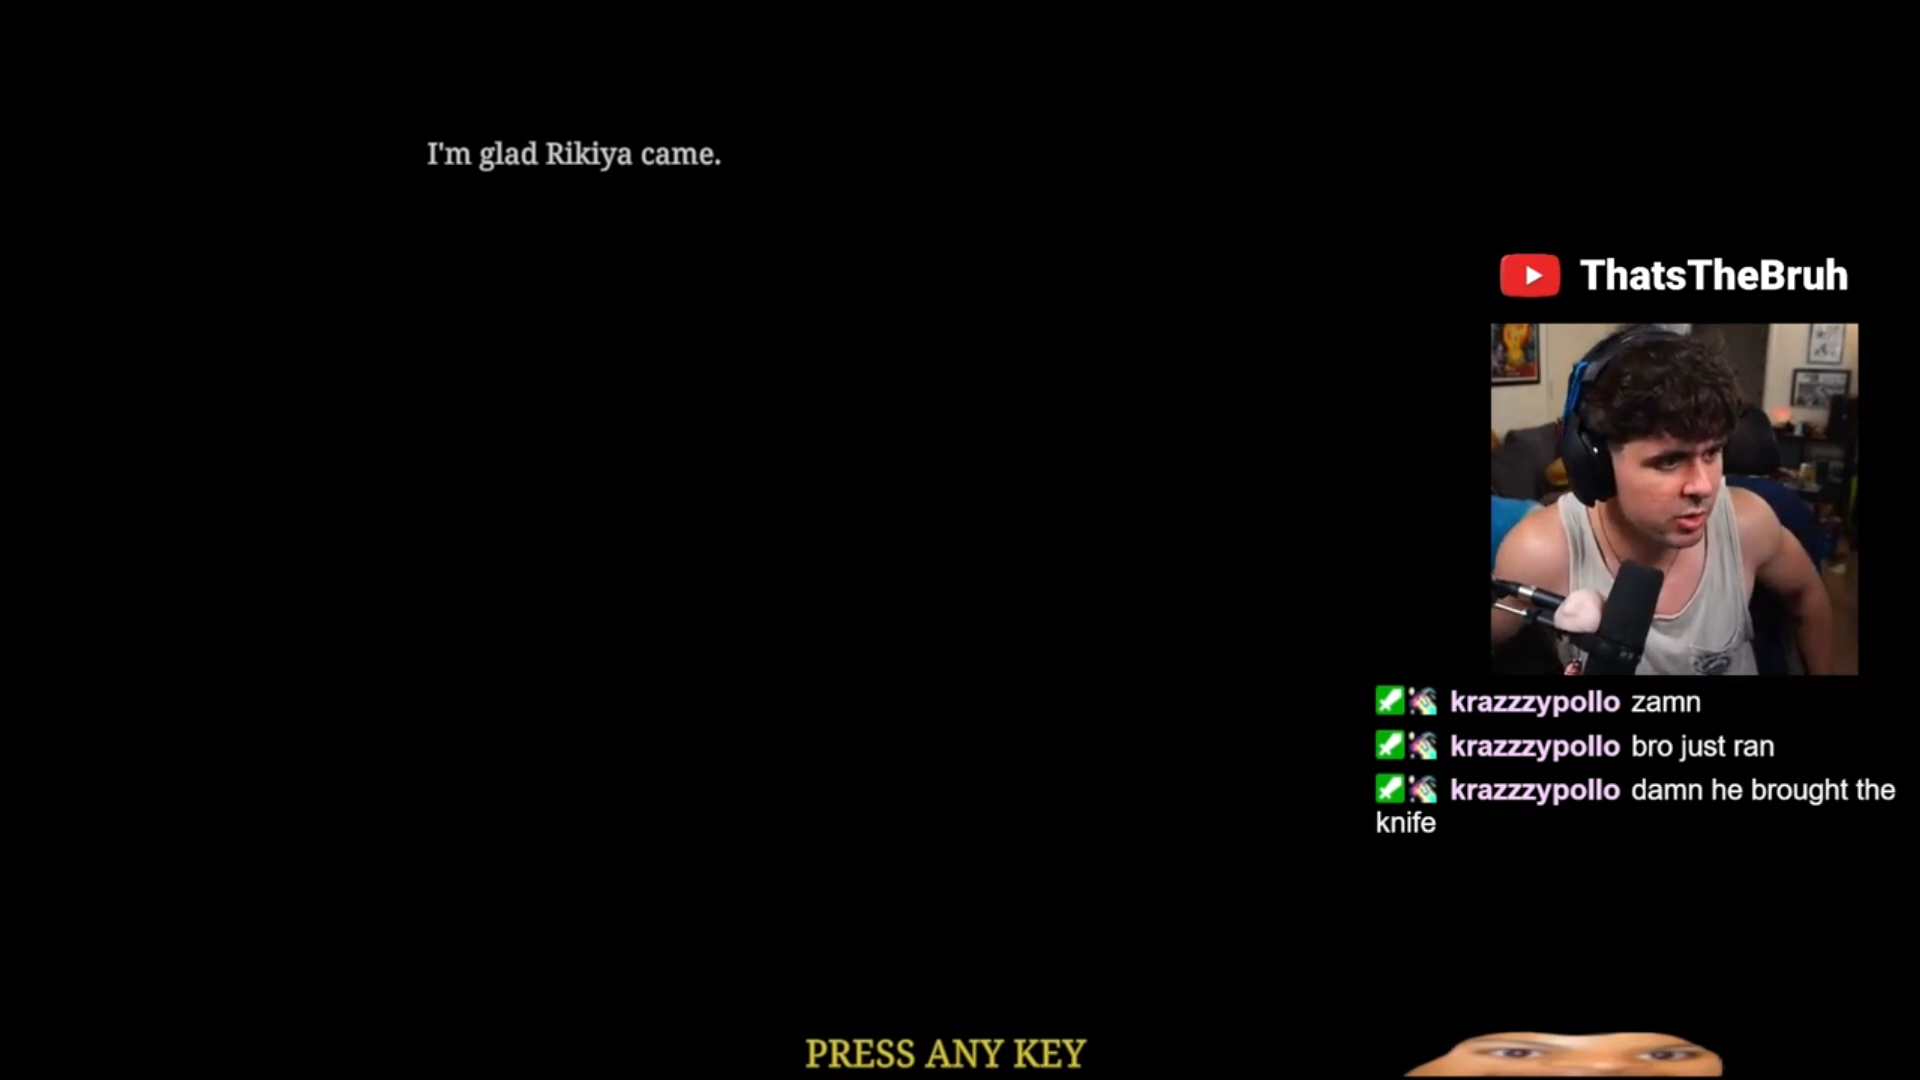 I'm glad Rikiya came.
ThatsTheBruh
krazzzypollo zamn
krazzzypollo bro just ran
krazzzypollo damn he brought the
knife
PRESS ANY KEY